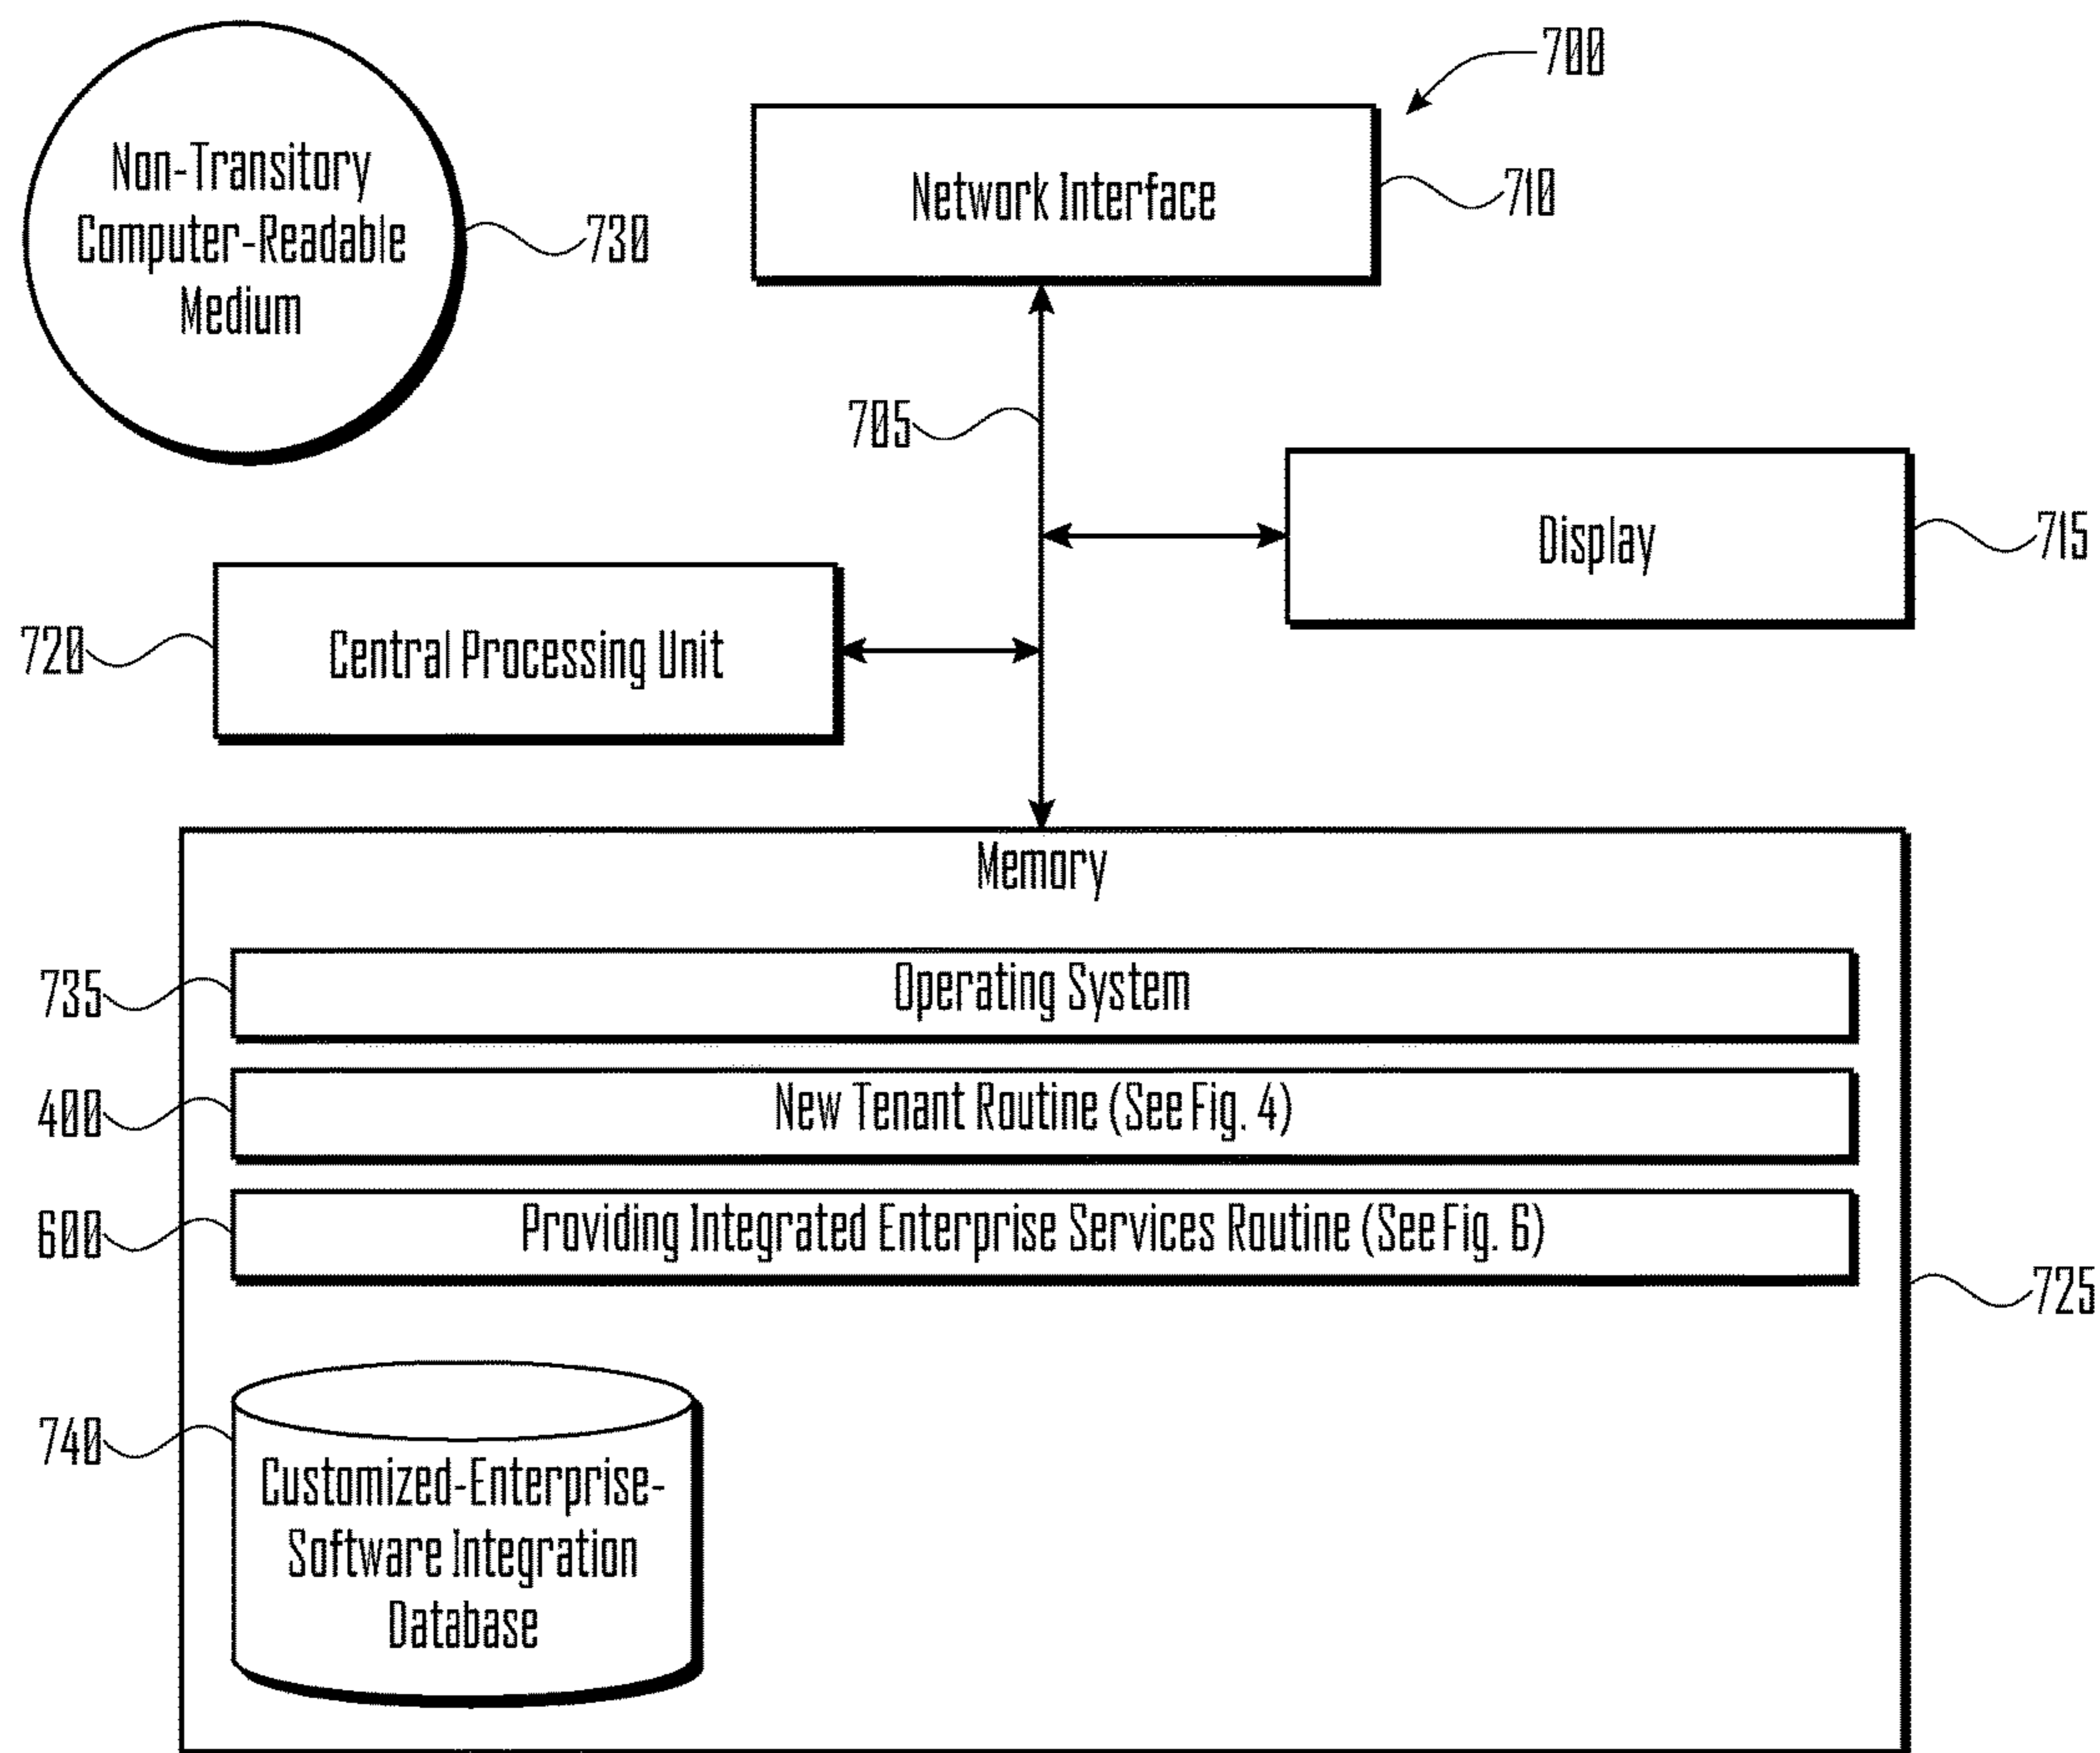 700
Non-Transitory
Computer-Readable
Medium
730
Network Interface
710
705
Display
715
720
Central Processing Unit
Memory
735
Operating System
400
New Tenant Routine (See Fig. 4)
600
Providing Integrated Enterprise Services Routine (See Fig. 6)
725
740
Customized-Enterprise-
Software Integration
Database